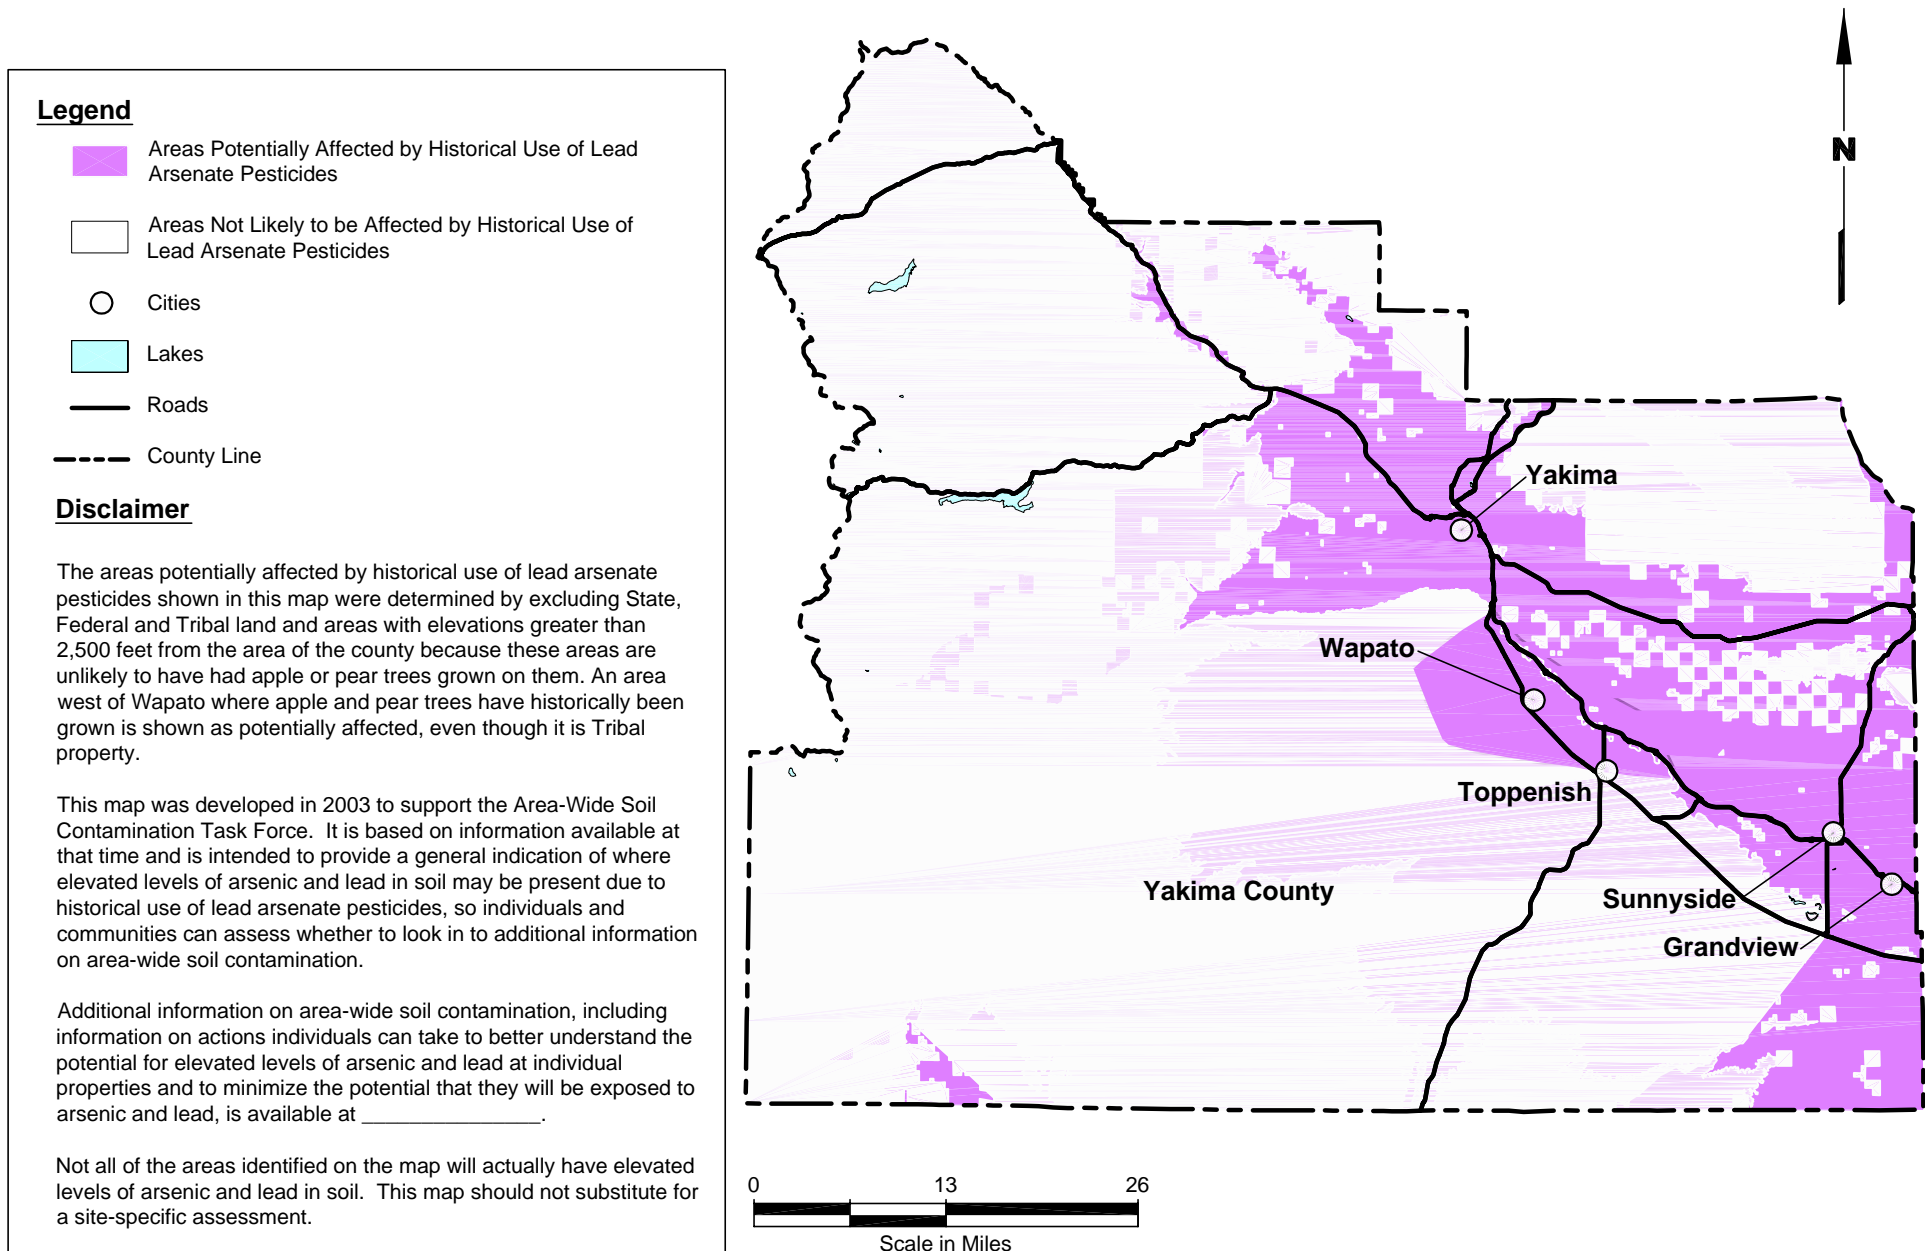 Legend
Areas Potentially Affected by Historical Use of Lead
Arsenate Pesticides
Areas Not Likely to be Affected by Historical Use of
Lead Arsenate Pesticides
Cities
Lakes
Roads
County Line
Disclaimer
The areas potentially affected by historical use of lead arsenate
pesticides shown in this map were determined by excluding State,
Federal and Tribal land and areas with elevations greater than
2,500 feet from the area of the county because these areas are
unlikely to have had apple or pear trees grown on them. An area
west of Wapato where apple and pear trees have historically been
grown is shown as potentially affected, even though it is Tribal
property.
This map was developed in 2003 to support the Area-Wide Soil
Contamination Task Force.  It is based on information available at
that time and is intended to provide a general indication of where
elevated levels of arsenic and lead in soil may be present due to
historical use of lead arsenate pesticides, so individuals and
communities can assess whether to look in to additional information
on area-wide soil contamination.
Additional information on area-wide soil contamination, including
information on actions individuals can take to better understand the
potential for elevated levels of arsenic and lead at individual
properties and to minimize the potential that they will be exposed to
arsenic and lead, is available at ________________.
Not all of the areas identified on the map will actually have elevated
levels of arsenic and lead in soil.  This map should not substitute for
a site-specific assessment.
N
Yakima
Wapato
Toppenish
Yakima County
Sunnyside
Grandview
0 13 26
Scale in Miles